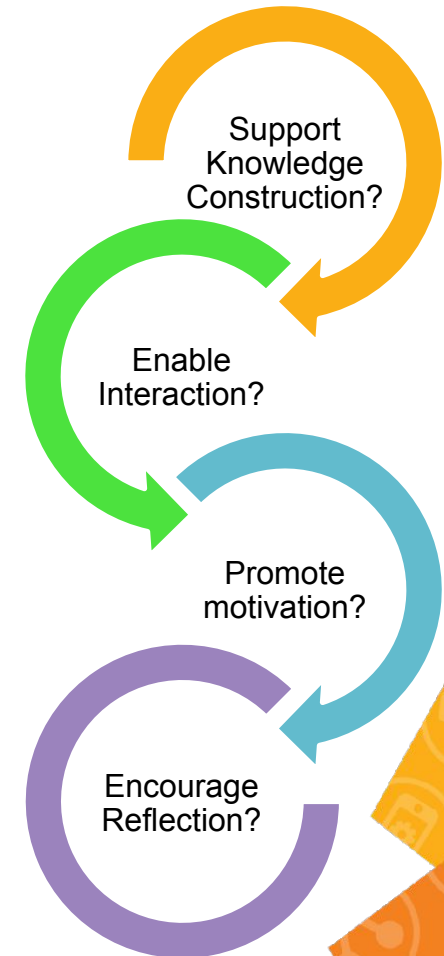 Support
Knowledge
Construction?
Enable
Interaction?
Promote
motivation?
Encourage
Reflection?